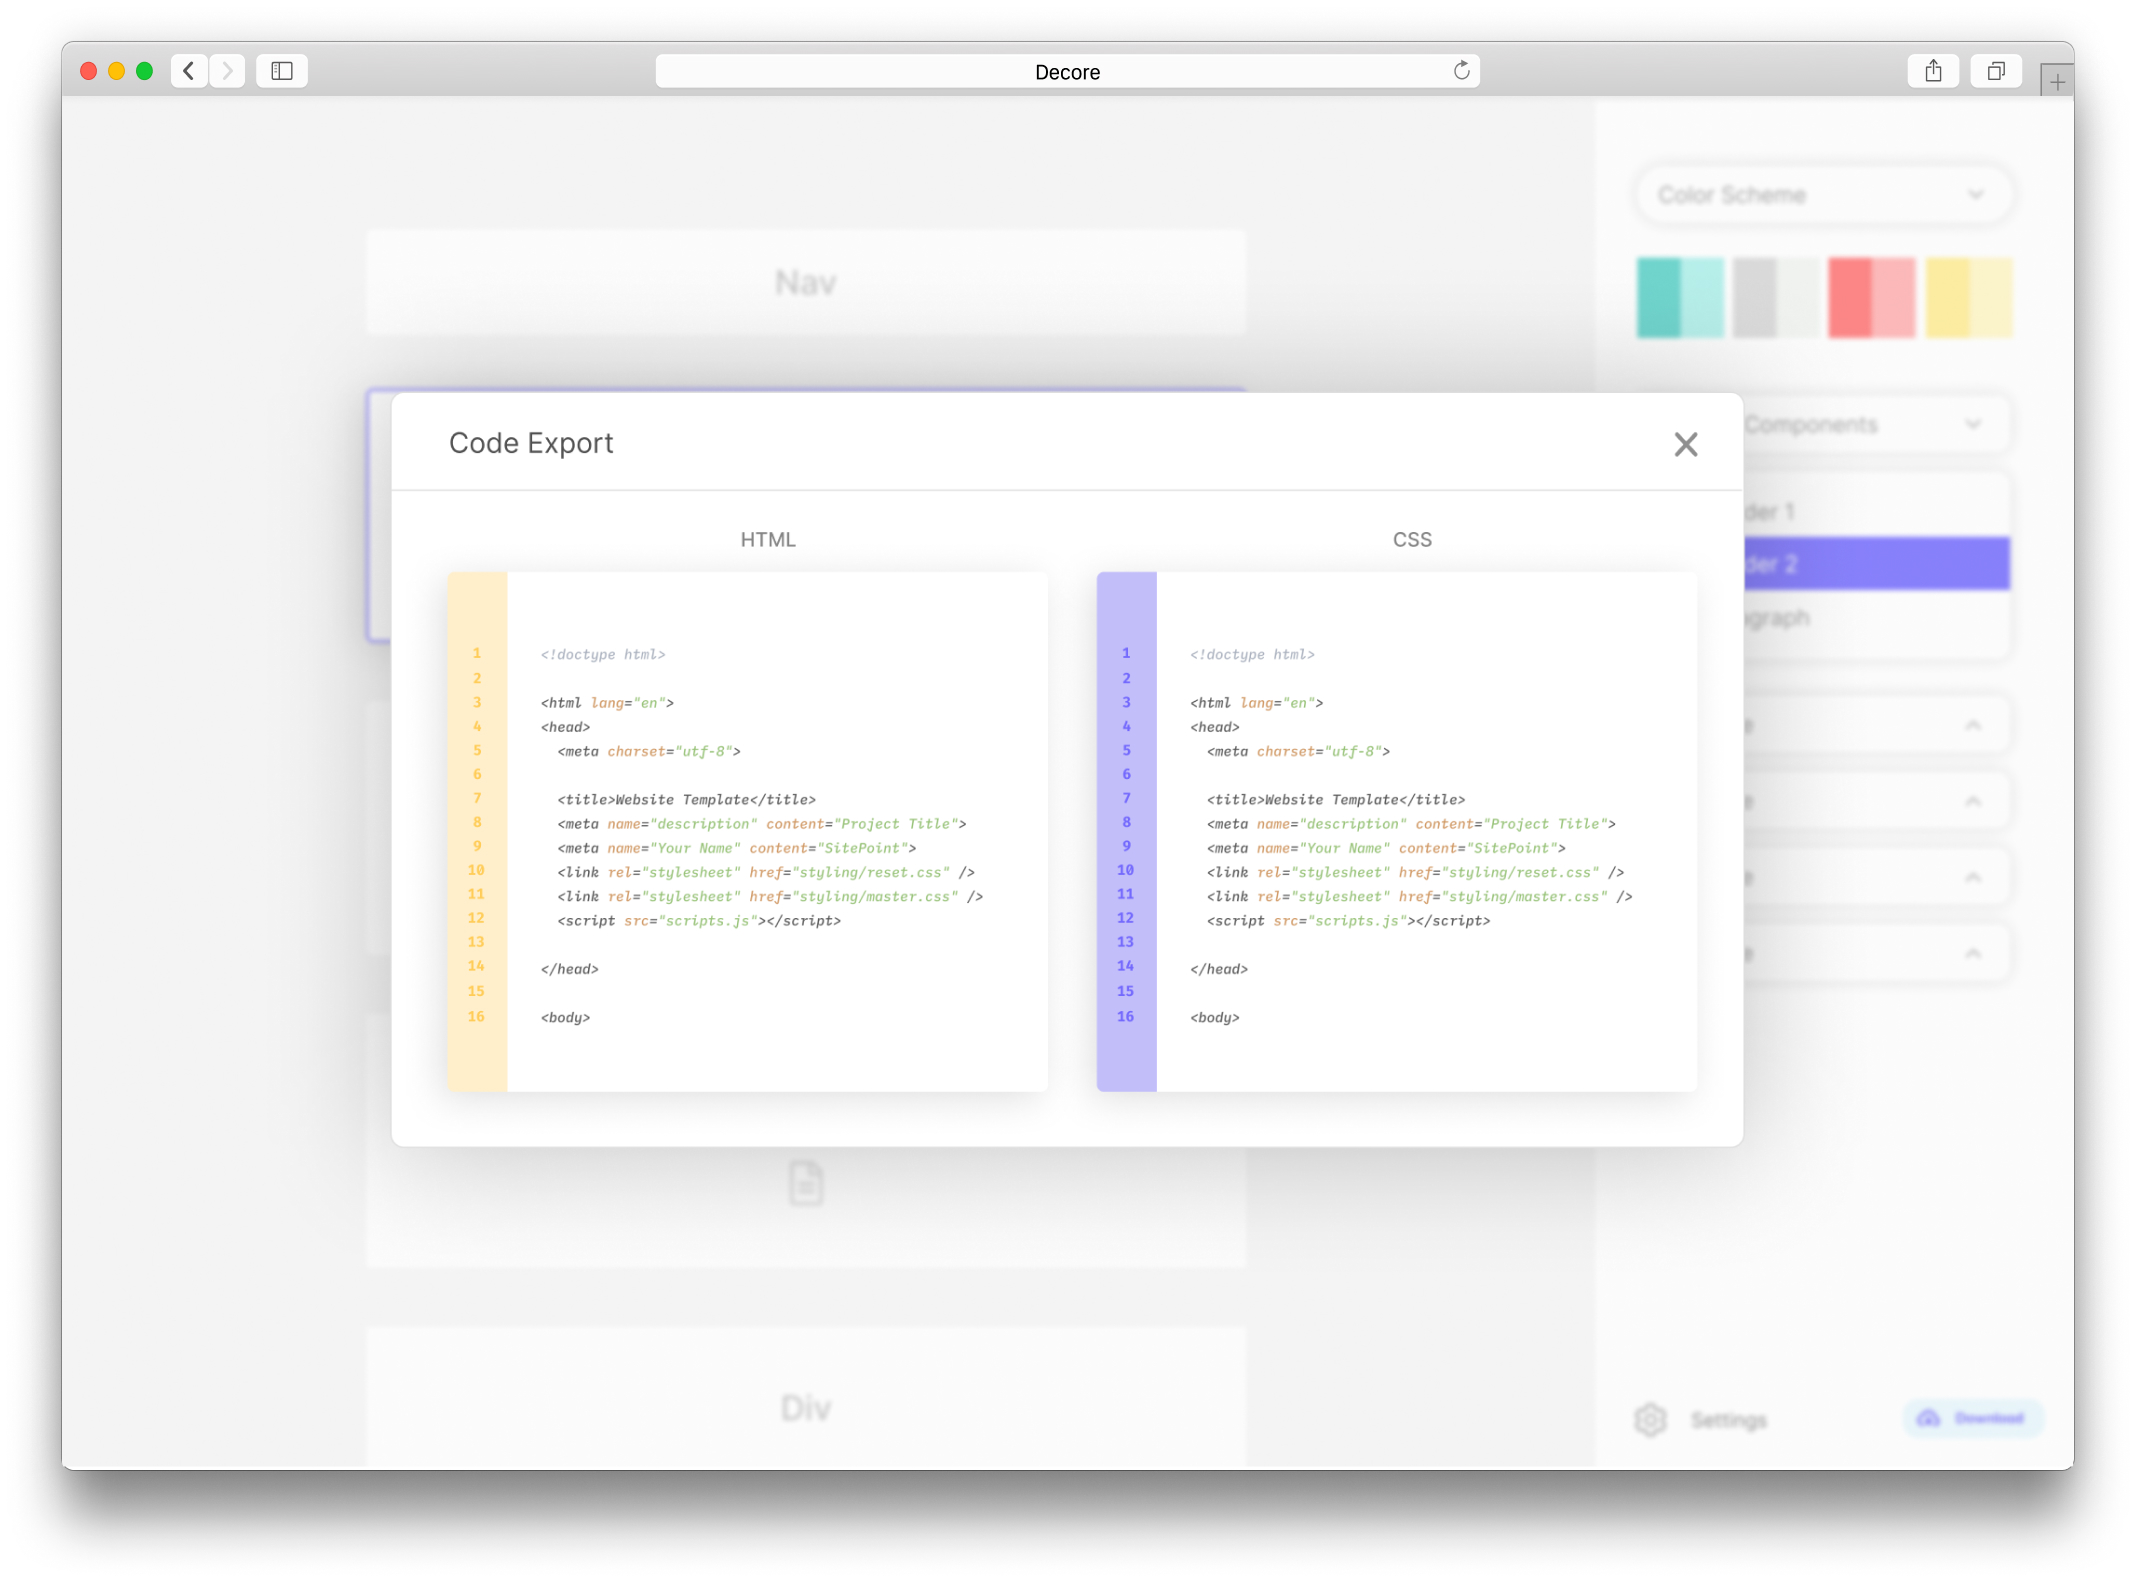 Decore
Color Scheme
Nav
Components
Code Export
HTML
CSS
1 <!doctype html>
2
3 <html lang="en">
4 <head>
5 <meta charset="utf-8">
6
7 <title>Website Template</title>
8 <meta name="description" content="Project Title">
9 <meta name="Your Name" content="SitePoint">
10 <link rel="stylesheet" href="styling/reset.css" />
11 <link rel="stylesheet" href="styling/master.css" />
12 <script src="scripts.js"></script>
13
14 </head>
15
16 <body>
1 <!doctype html>
2
3 <html lang="en">
4 <head>
5 <meta charset="utf-8">
6
7 <title>Website Template</title>
8 <meta name="description" content="Project Title">
9 <meta name="Your Name" content="SitePoint">
10 <link rel="stylesheet" href="styling/reset.css" />
11 <link rel="stylesheet" href="styling/master.css" />
12 <script src="scripts.js"></script>
13
14 </head>
15
16 <body>
der 1
der 2
graph
Div
Settings
Download